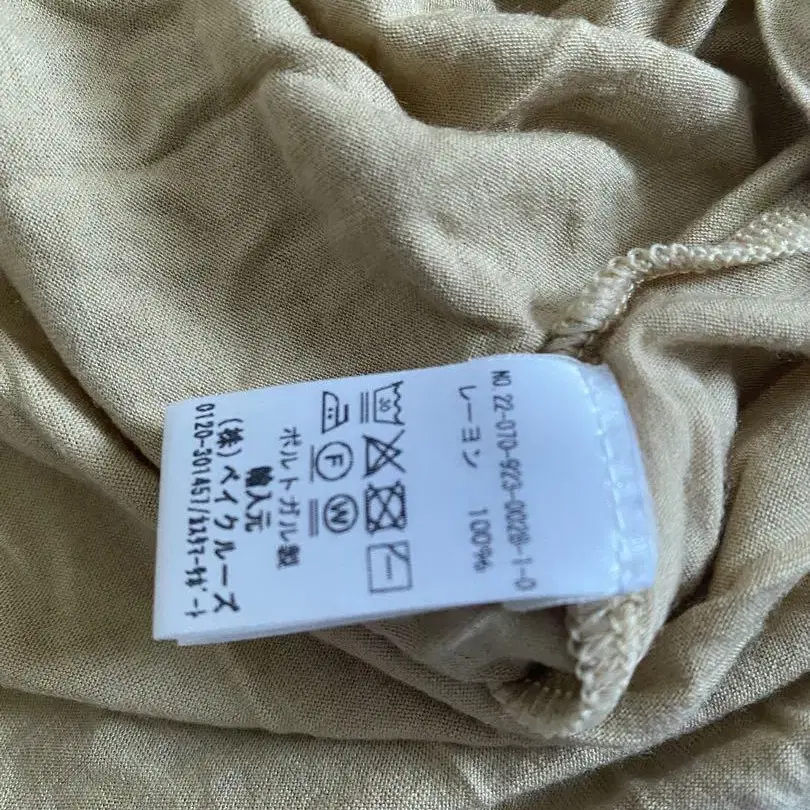 NO.22-070-923-0028-1-0
レーヨン 100%
30
F W
ポルトガル製
輸入元
(株)ベイクルーズ
0120-301457/ｶｽﾀﾏｰｻﾎﾟｰﾄ